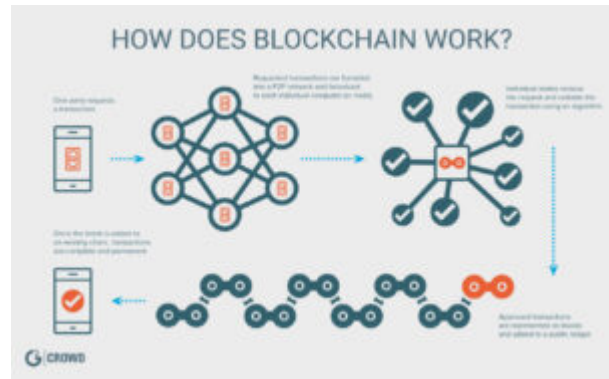 HOW DOES BLOCKCHAIN WORK?
One party requests
a transaction
Requested transactions are funneled
into a P2P network and broadcast
to each individual computer (or node)
Individual nodes receive
the request and validate the
transaction using an algorithm
Once the block is added to
an existing chain, transactions
are complete and permanent
Approved transactions
are represented as blocks
and added to a public ledger
CROWD